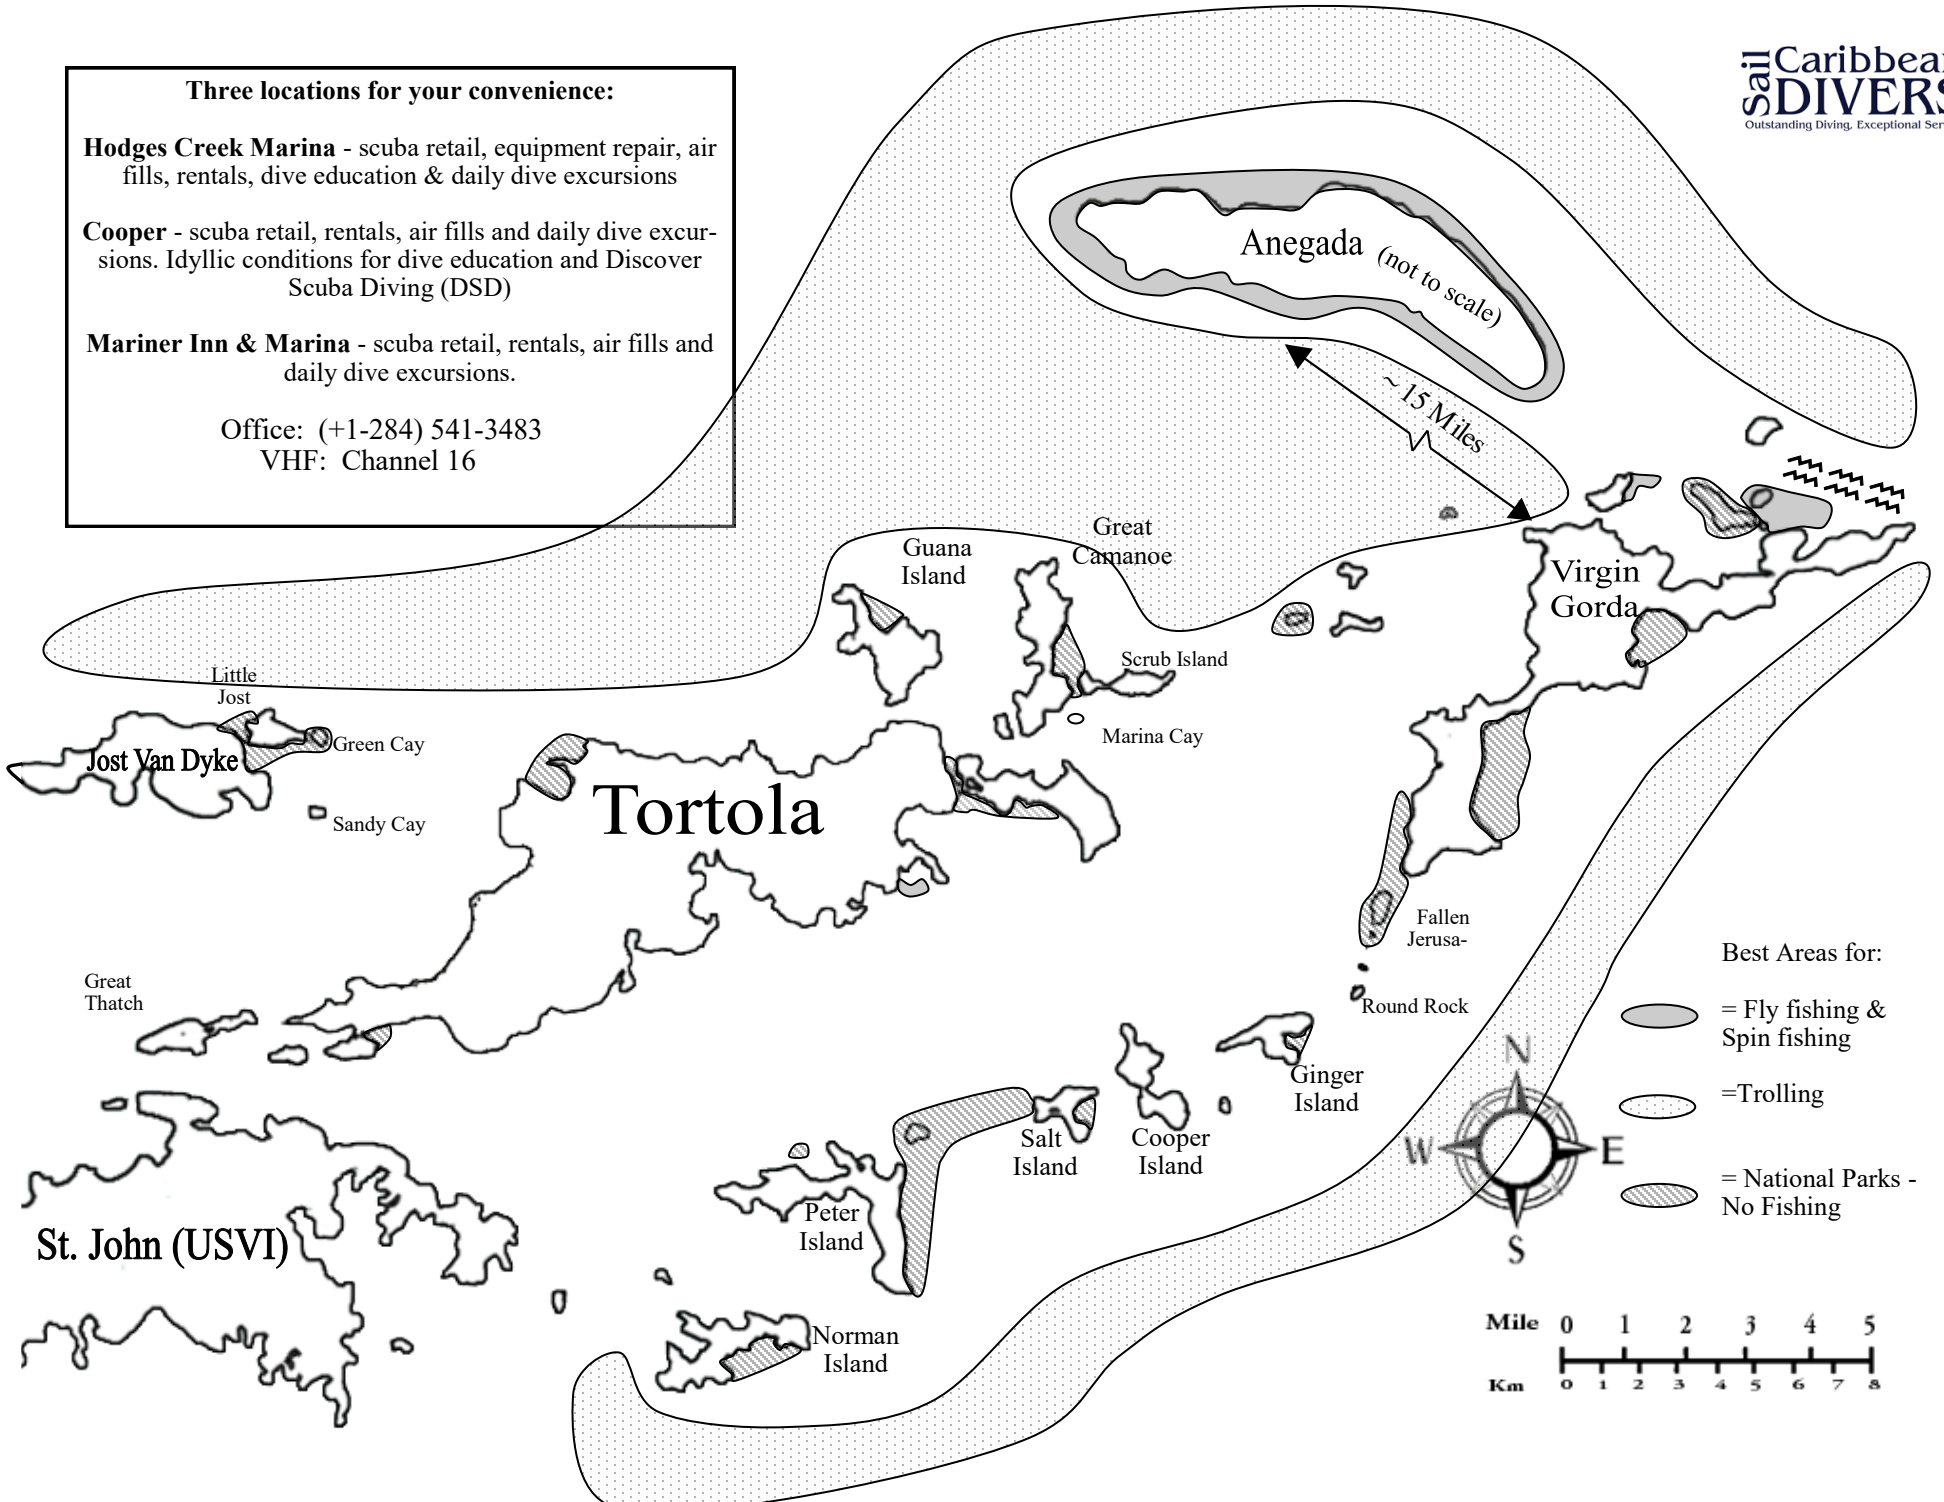 Three locations for your convenience:
Hodges Creek Marina - scuba retail, equipment repair, air
fills, rentals, dive education & daily dive excursions
Cooper - scuba retail, rentals, air fills and daily dive excur-
sions. Idyllic conditions for dive education and Discover
Scuba Diving (DSD)
Mariner Inn & Marina - scuba retail, rentals, air fills and
daily dive excursions.
Office: (+1-284) 541-3483
VHF: Channel 16
Sail
Caribbean
DIVERS
Outstanding Diving, Exceptional Ser
Anegada (not to scale)
~ 15 Miles
Great
Camanoe
Guana
Island
Virgin
Gorda
Scrub Island
Marina Cay
Little
Jost
Green Cay
Jost Van Dyke
Sandy Cay
Tortola
Fallen
Jerusa-
Round Rock
Great
Thatch
Ginger
Island
Salt
Island
Cooper
Island
Peter
Island
St. John (USVI)
Norman
Island
Best Areas for:
= Fly fishing &
Spin fishing
=Trolling
= National Parks -
No Fishing
N
W
E
S
Mile 0 1 2 3 4 5
Km 0 1 2 3 4 5 6 7 8